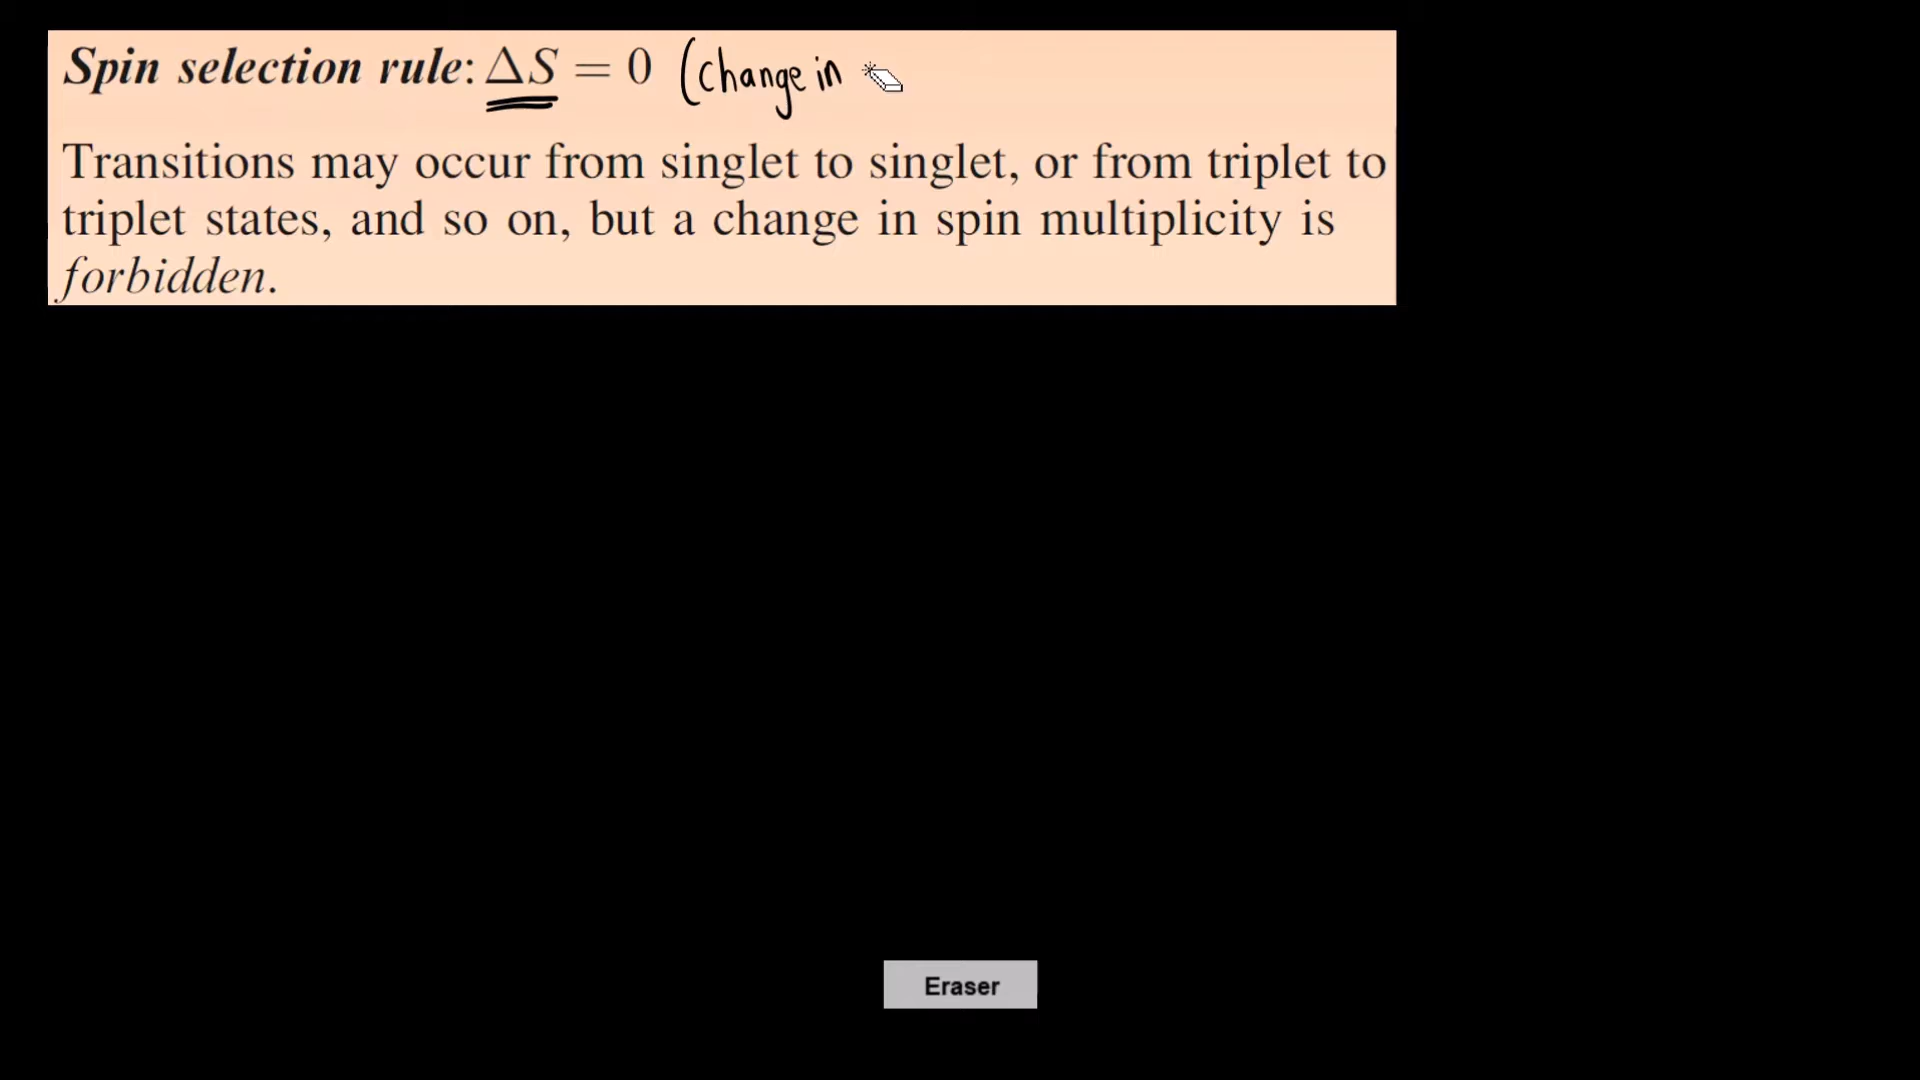 Spin selection rule: ΔS = 0 (change in
Transitions may occur from singlet to singlet, or from triplet to
triplet states, and so on, but a change in spin multiplicity is
forbidden.
Eraser